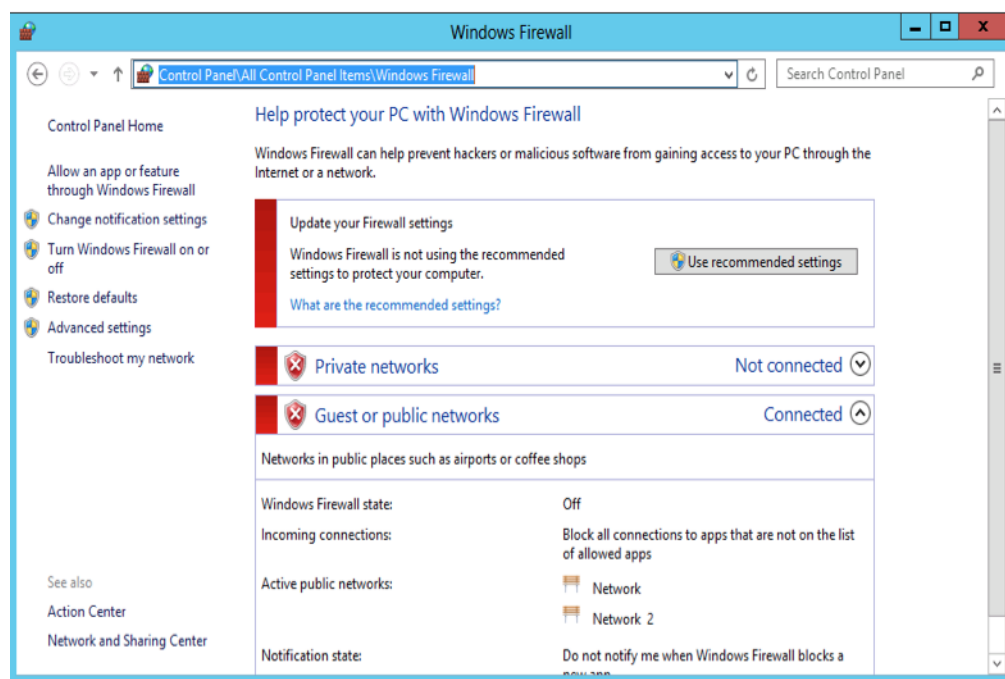 Windows Firewall
Control Panel\All Control Panel Items\Windows Firewall
Search Control Panel
Control Panel Home
Allow an app or feature
through Windows Firewall
Change notification settings
Turn Windows Firewall on or
off
Restore defaults
Advanced settings
Troubleshoot my network
See also
Action Center
Network and Sharing Center
Help protect your PC with Windows Firewall
Windows Firewall can help prevent hackers or malicious software from gaining access to your PC through the
Internet or a network.
Update your Firewall settings
Windows Firewall is not using the recommended
settings to protect your computer.
Use recommended settings
What are the recommended settings?
Private networks Not connected
Guest or public networks Connected
Networks in public places such as airports or coffee shops
Windows Firewall state: Off
Incoming connections: Block all connections to apps that are not on the list
of allowed apps
Active public networks: Network
Network 2
Notification state: Do not notify me when Windows Firewall blocks a
new app